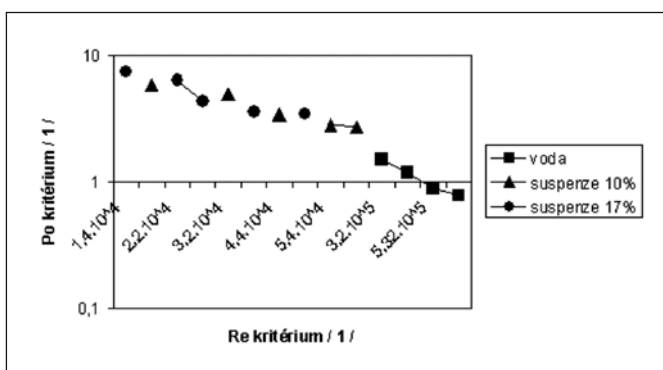 10
1
0,1
Po kritérium / 1 /
1,4.10^4
2,2.10^4
3,2.10^4
4,4.10^4
5,4.10^4
3,2.10^5
5,32.10^5
Re kritérium / 1 /
voda
suspenze 10%
suspenze 17%